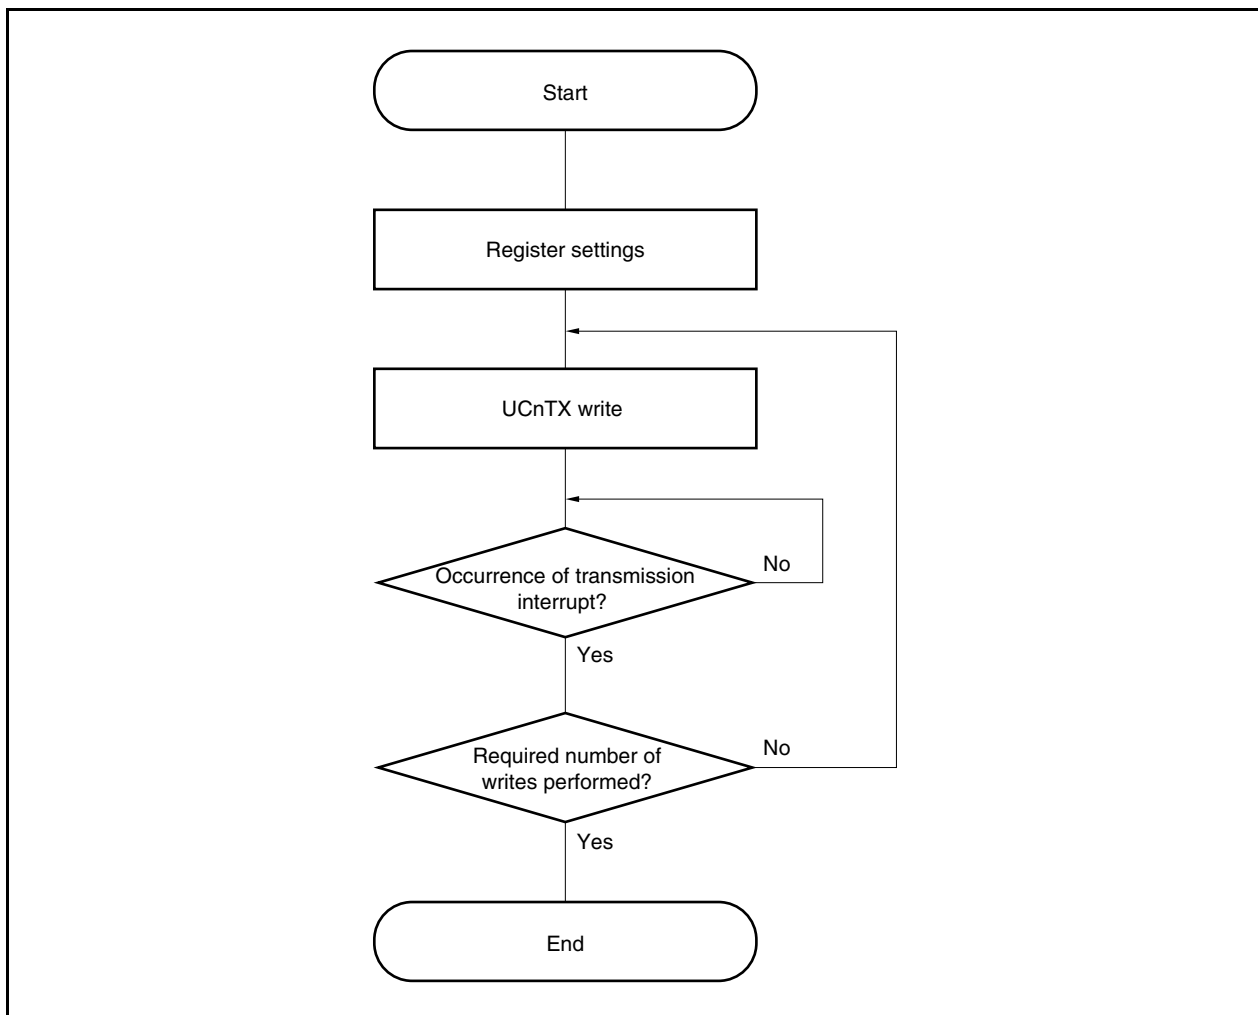 Start
Register settings
UCnTX write
Occurrence of transmission
interrupt?
No
Yes
Required number of
writes performed?
No
Yes
End